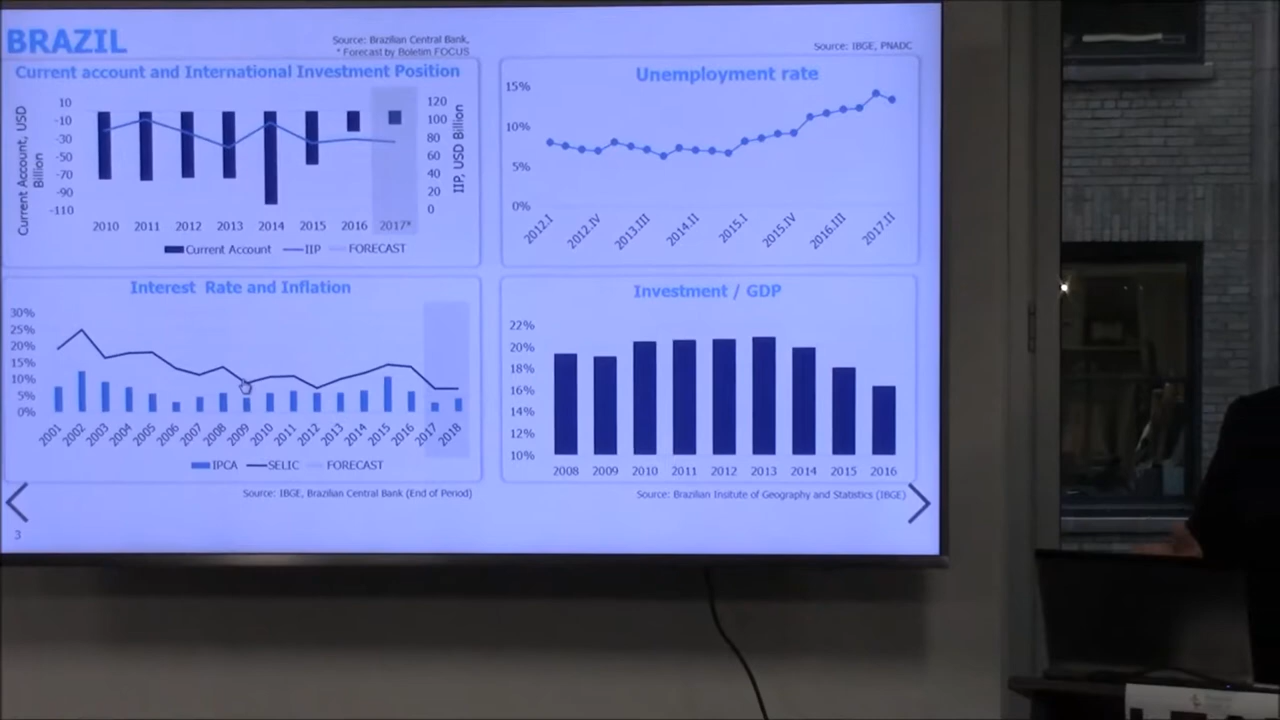 BRAZIL
Source: Brazilian Central Bank,
* Forecast by Boletim FOCUS
Current account and International Investment Position
Current Account, USD
Billion
10
-10
-30
-50
-70
-90
-110
120
100
80
60
40
20
0
IIP, USD Billion
2010 2011 2012 2013 2014 2015 2016 2017*
Current Account IIP FORECAST
Source: IBGE, PNADC
Unemployment rate
15%
10%
5%
0%
2012.I 2012.IV 2013.III 2014.II 2015.I 2015.IV 2016.III 2017.II
Interest Rate and Inflation
30%
25%
20%
15%
10%
5%
0%
2001 2002 2003 2004 2005 2006 2007 2008 2009 2010 2011 2012 2013 2014 2015 2016 2017 2018
IPCA SELIC FORECAST
Source: IBGE, Brazilian Central Bank (End of Period)
Investment / GDP
22%
20%
18%
16%
14%
12%
10%
2008 2009 2010 2011 2012 2013 2014 2015 2016
Source: Brazilian Insitute of Geography and Statistics (IBGE)
3